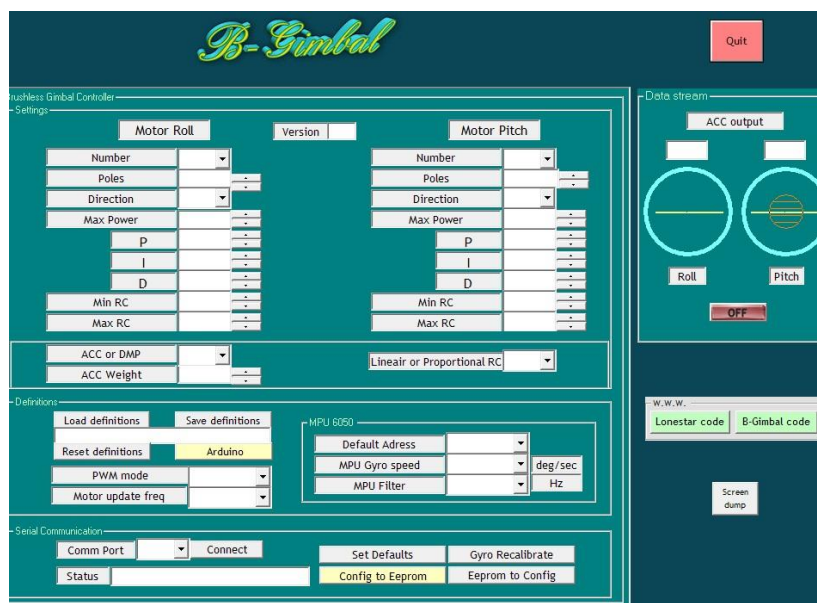 B-Gimbal
Quit
Brushless Gimbal Controller
Settings
Motor Roll
Version
Motor Pitch
Number
Poles
Direction
Max Power
P
I
D
Min RC
Max RC
Number
Poles
Direction
Max Power
P
I
D
Min RC
Max RC
ACC or DMP
ACC Weight
Lineair or Proportional RC
Definitions
Load definitions
Save definitions
Reset definitions
Arduino
PWM mode
Motor update freq
MPU 6050
Default Adress
MPU Gyro speed
deg/sec
MPU Filter
Hz
Serial Communication
Comm Port
Connect
Status
Set Defaults
Gyro Recalibrate
Config to Eeprom
Eeprom to Config
Data stream
ACC output
Roll
Pitch
OFF
w.w.w.
Lonestar code
B-Gimbal code
Screen
dump